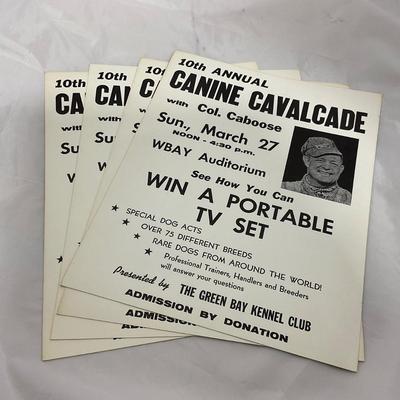 10th ANNUAL
CANINE CAVALCADE
with Col. Caboose
Sun., March 27
NOON - 4:30 p.m.
WBAY Auditorium
See How You Can
WIN A PORTABLE
TV SET
★ SPECIAL DOG ACTS
★ OVER 75 DIFFERENT BREEDS
★ RARE DOGS FROM AROUND THE WORLD!
★ Professional Trainers, Handlers and Breeders
will answer your questions
Presented by THE GREEN BAY KENNEL CLUB
ADMISSION BY DONATION
10th
CA
with
Su
W
ADMISS
10th
CA
with
Su
ADMISSI
10th
C